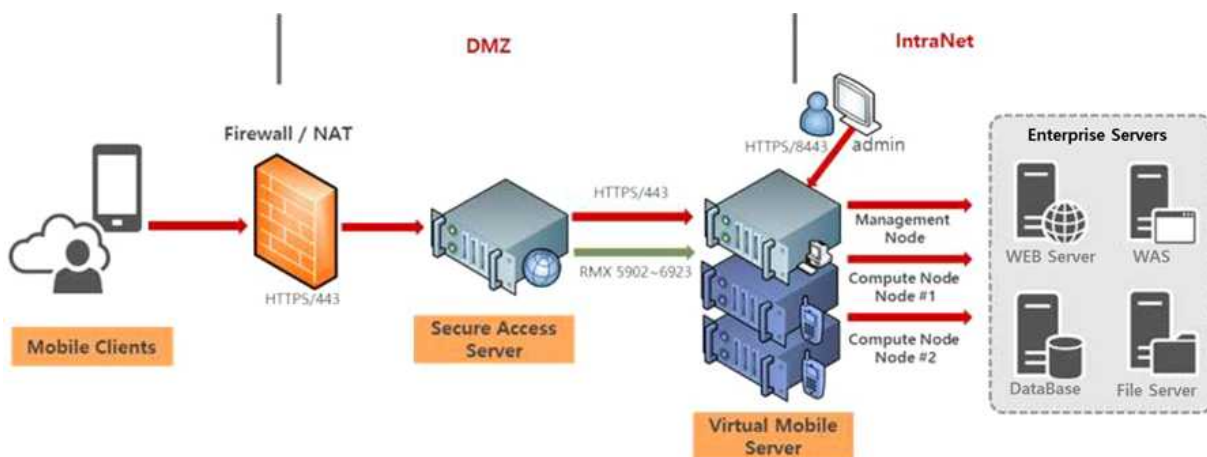 DMZ
IntraNet
Firewall / NAT
HTTPS/443
Mobile Clients
Secure Access
Server
HTTPS/443
RMX 5902~6923
HTTPS/8443
admin
Management
Node
Compute Node
Node #1
Compute Node
Node #2
Virtual Mobile
Server
Enterprise Servers
WEB Server
WAS
DataBase
File Server